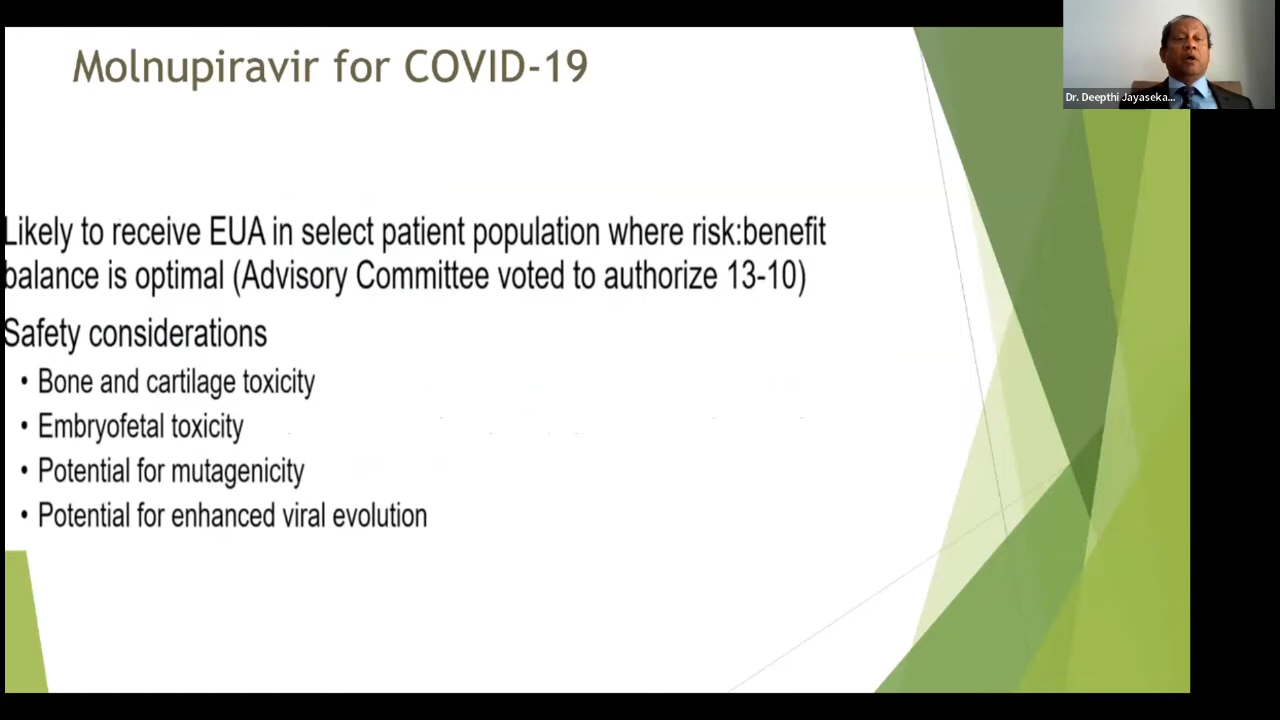 Molnupiravir for COVID-19
Dr. Deepthi Jayaseka...
Likely to receive EUA in select patient population where risk:benefit
balance is optimal (Advisory Committee voted to authorize 13-10)
Safety considerations
• Bone and cartilage toxicity
• Embryofetal toxicity
• Potential for mutagenicity
• Potential for enhanced viral evolution